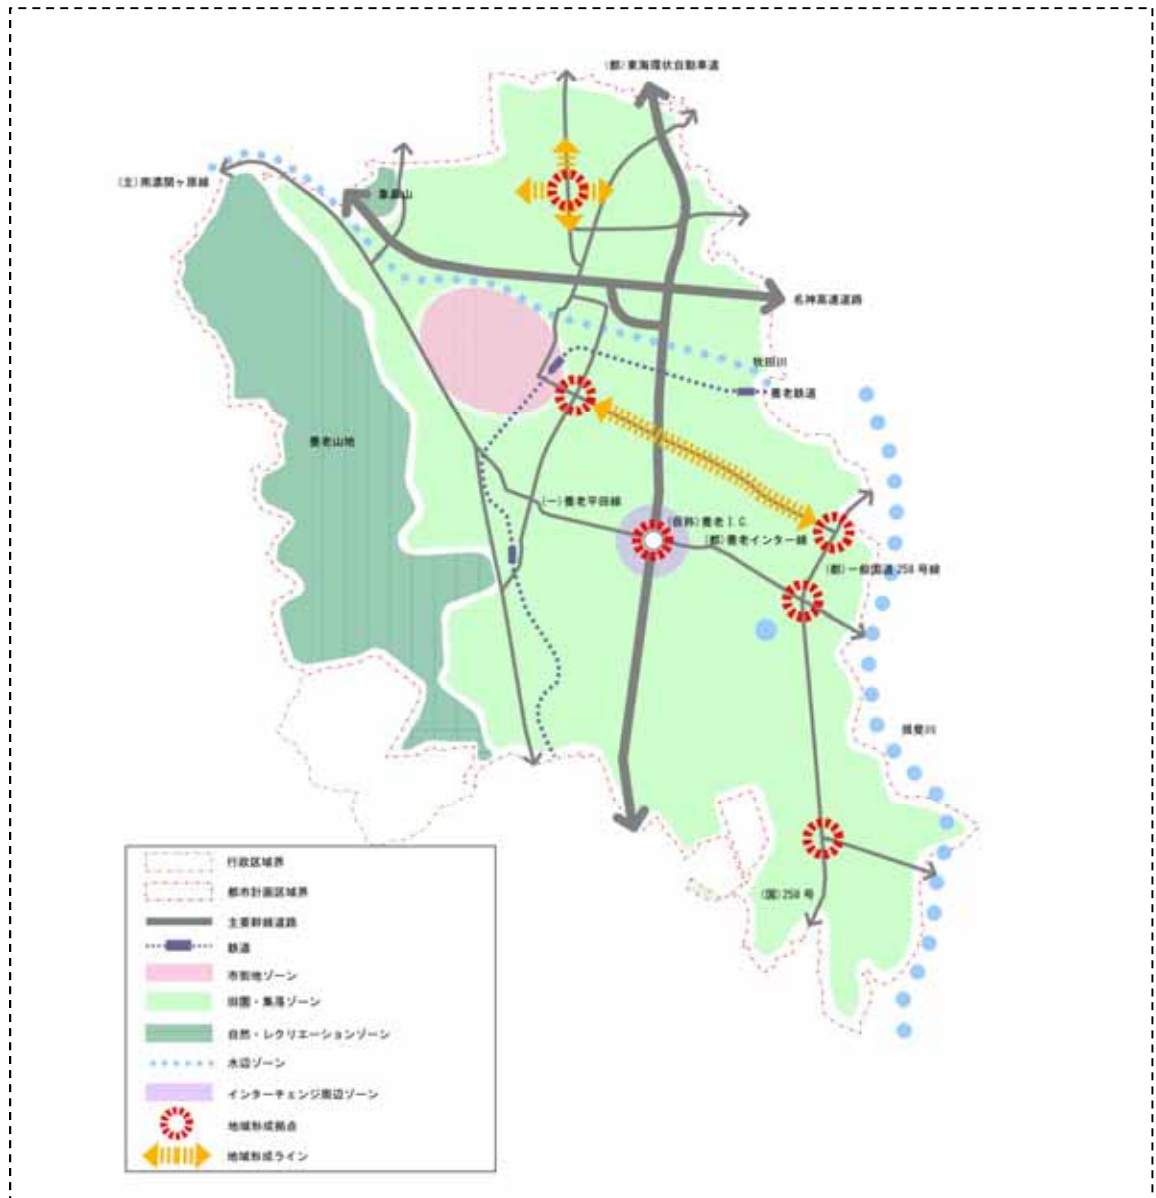 (都)東海環状自動車道
(主)南濃関ヶ原線
象鼻山
名神高速道路
牧田川
養老鉄道
養老山地
(一)養老平田線
(仮称)養老I.C.
(都)養老インター線
(都)一般国道258号線
揖斐川
(国)258号
行政区域界
都市計画区域界
主要幹線道路
鉄道
市街地ゾーン
田園・集落ゾーン
自然・レクリエーションゾーン
水辺ゾーン
インターチェンジ周辺ゾーン
地域形成拠点
地域形成ライン